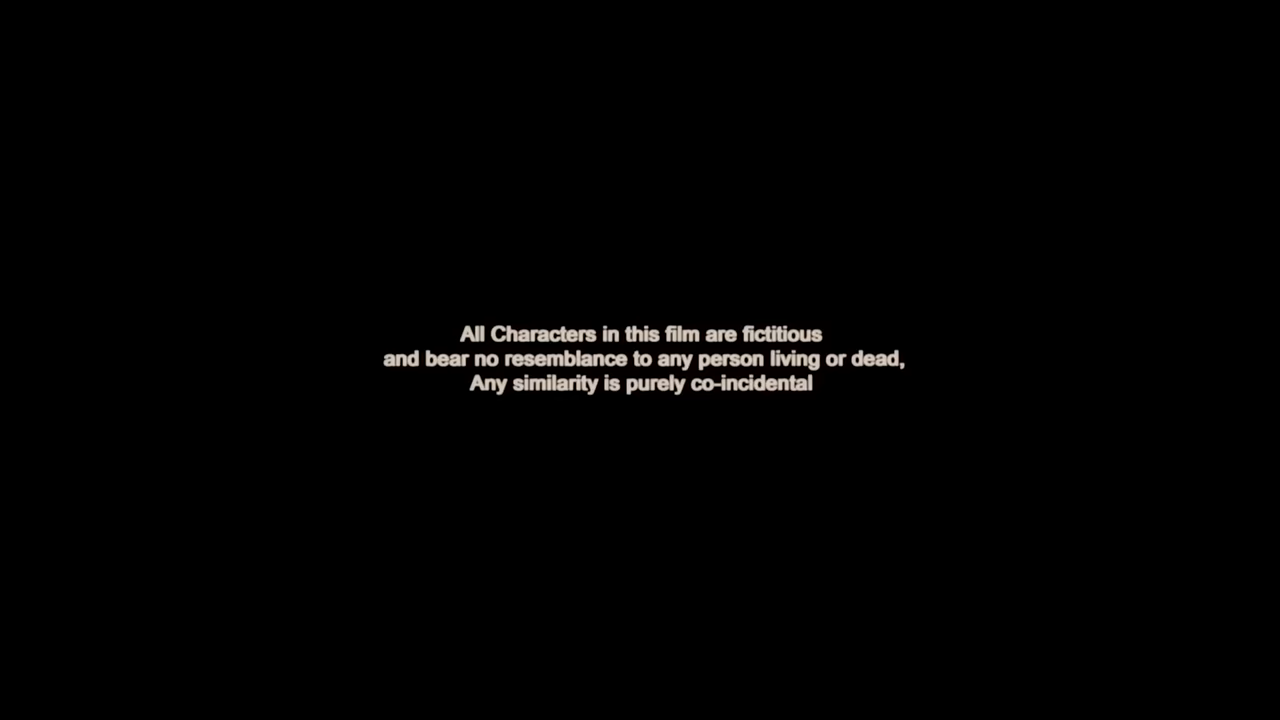 All Characters in this film are fictitious
and bear no resemblance to any person living or dead,
Any similarity is purely co-incidental